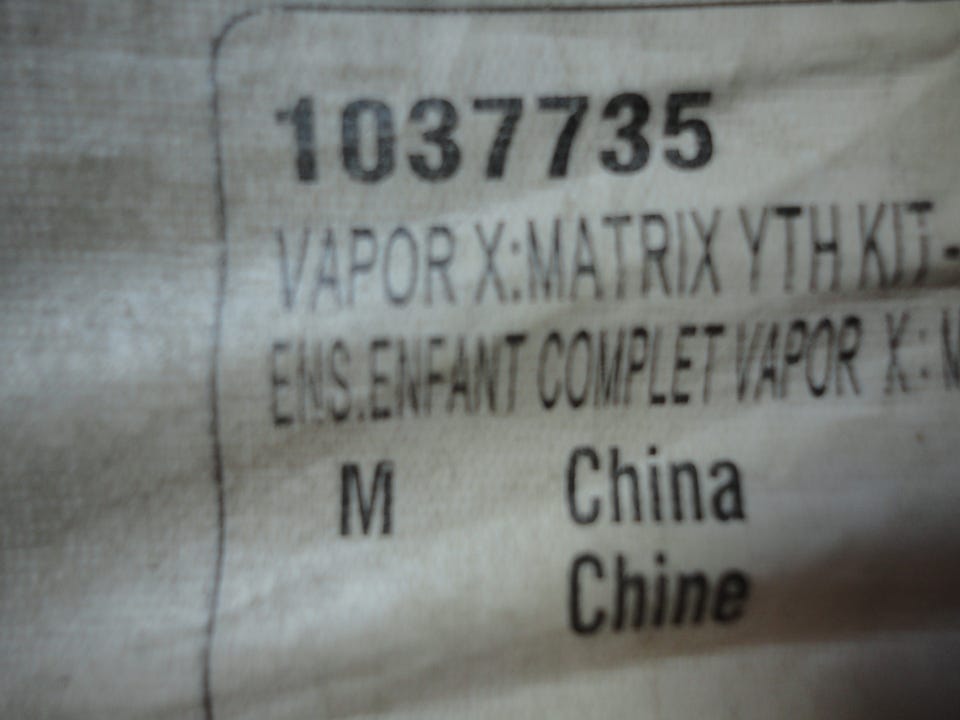 1037735
VAPOR X:MATRIX YTH KIT -
ENS.ENFANT COMPLET VAPOR X: M
M China
Chine